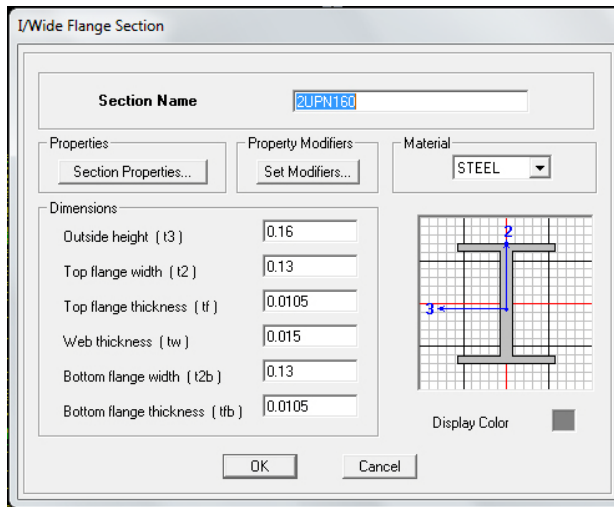 I/Wide Flange Section
Section Name 2UPN160
Properties Property Modifiers Material
Section Properties... Set Modifiers... STEEL
Dimensions
Outside height ( t3 ) 0.16
Top flange width ( t2 ) 0.13
Top flange thickness ( tf ) 0.0105
Web thickness ( tw ) 0.015
Bottom flange width ( t2b ) 0.13
Bottom flange thickness ( tfb ) 0.0105
2
3
Display Color
OK Cancel